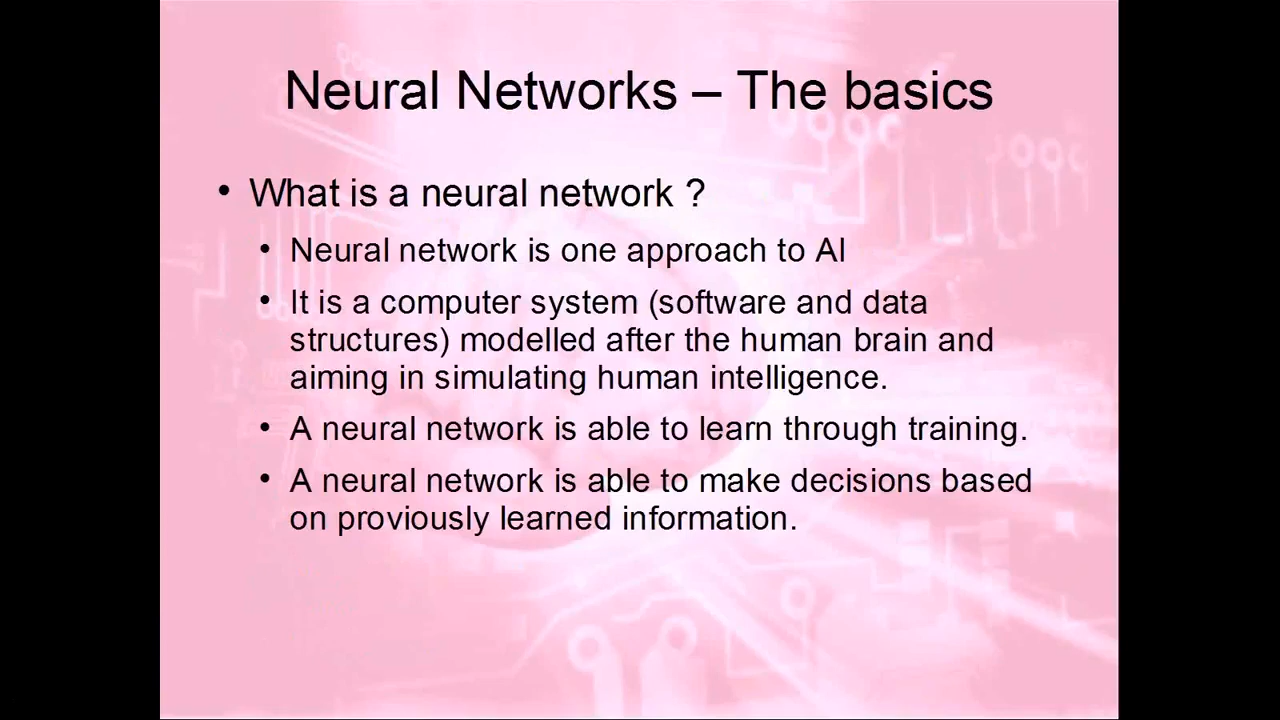 Neural Networks – The basics
• What is a neural network ?
• Neural network is one approach to AI
• It is a computer system (software and data
structures) modelled after the human brain and
aiming in simulating human intelligence.
• A neural network is able to learn through training.
• A neural network is able to make decisions based
on proviously learned information.